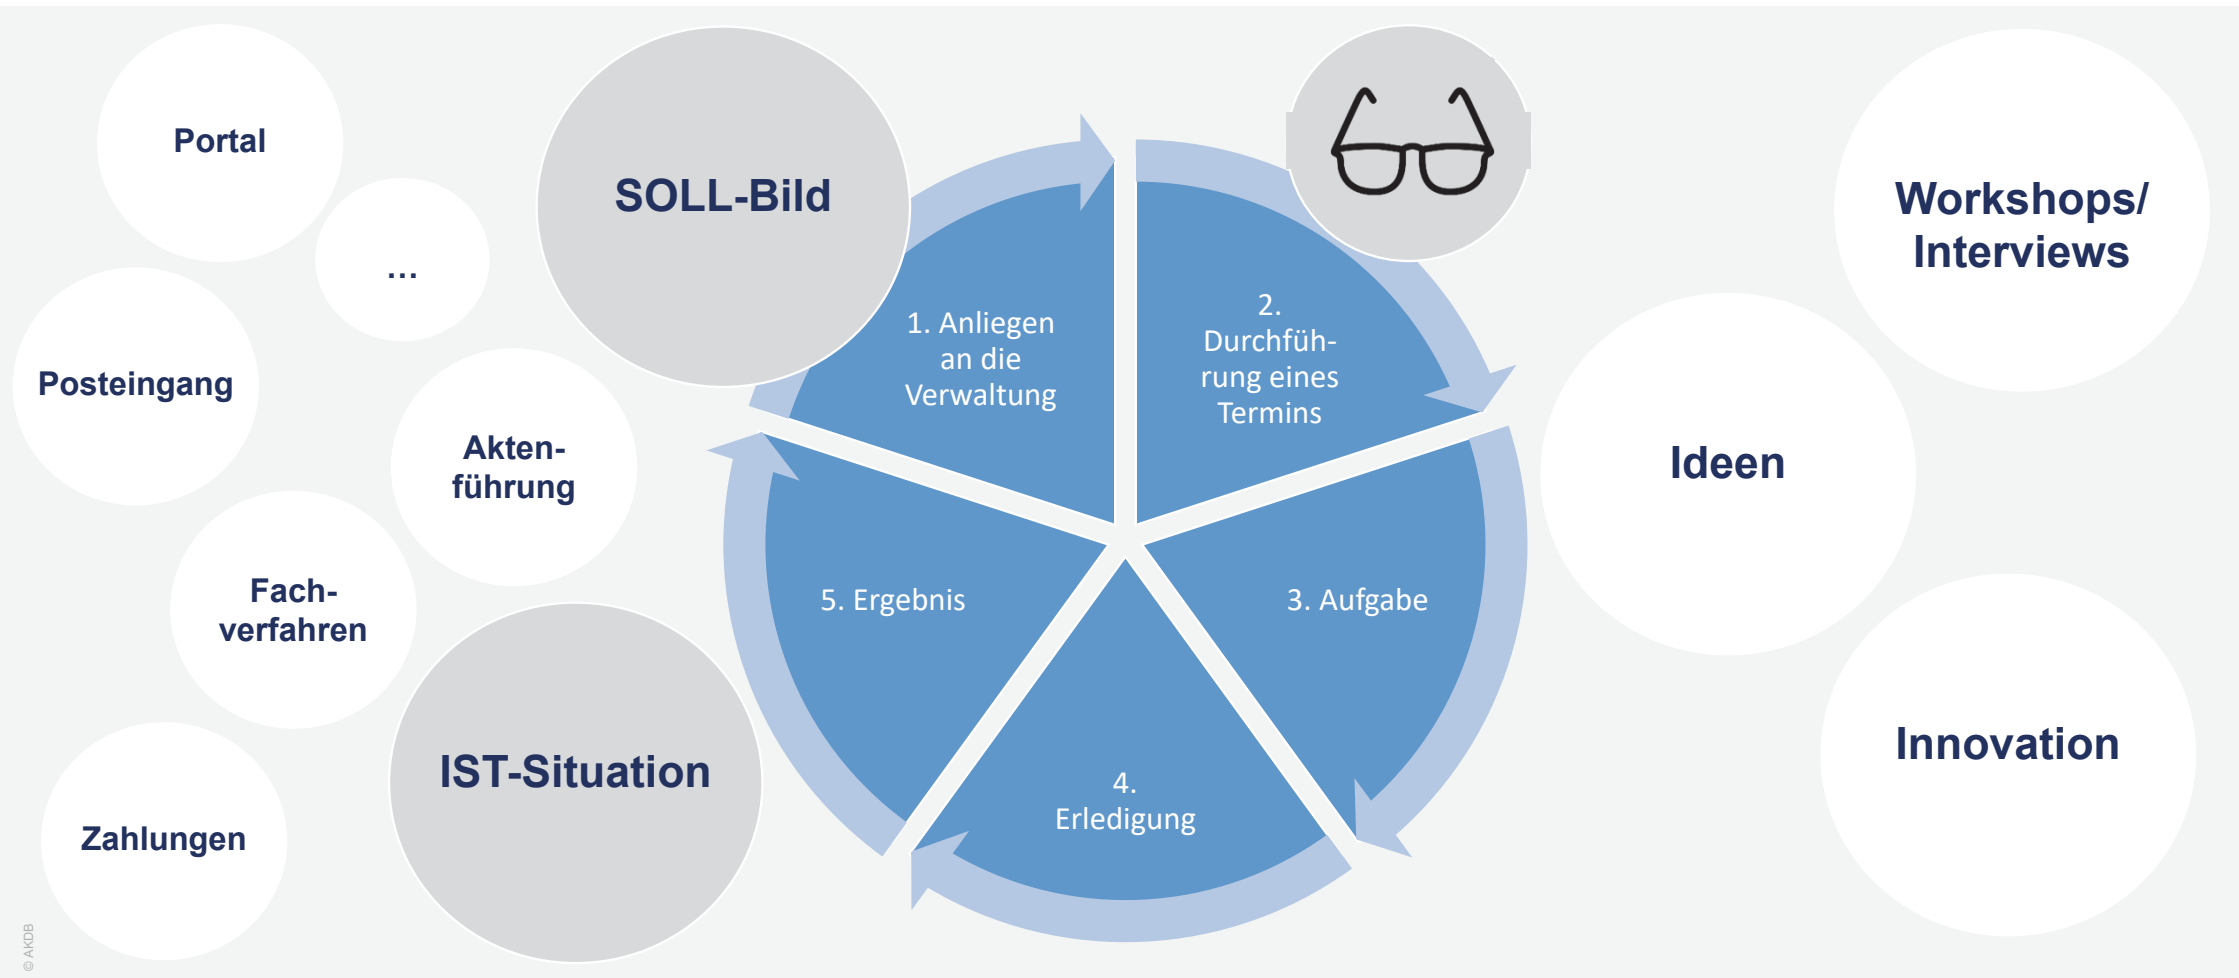 Portal
…
Posteingang
Akten-
führung
Fach-
verfahren
Zahlungen
SOLL-Bild
IST-Situation
1. Anliegen
an die
Verwaltung
2.
Durchfüh-
rung eines
Termins
3. Aufgabe
4.
Erledigung
5. Ergebnis
Workshops/
Interviews
Ideen
Innovation
© AKDB